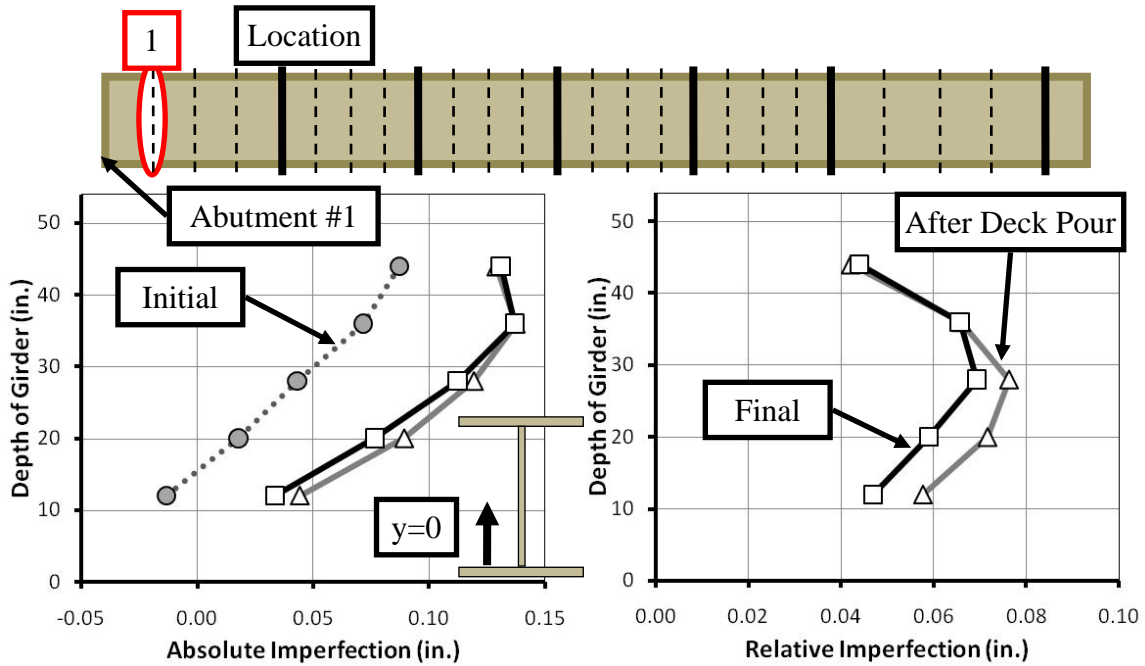 1
Location
Abutment #1
After Deck Pour
Initial
y=0
Depth of Girder (in.)
50
40
30
20
10
0
-0.05
0.00
0.05
0.10
0.15
Absolute Imperfection (in.)
Final
Depth of Girder (in.)
50
40
30
20
10
0
0.00
0.02
0.04
0.06
0.08
0.10
Relative Imperfection (in.)